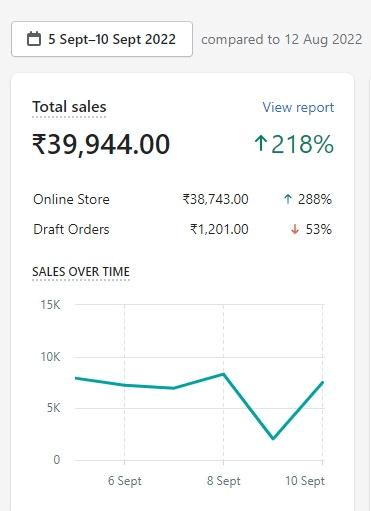 5 Sept–10 Sept 2022 compared to 12 Aug 2022
Total sales View report
₹39,944.00 ↑218%
Online Store ₹38,743.00 ↑ 288%
Draft Orders ₹1,201.00 ↓ 53%
SALES OVER TIME
15K
10K
5K
0
6 Sept 8 Sept 10 Sept